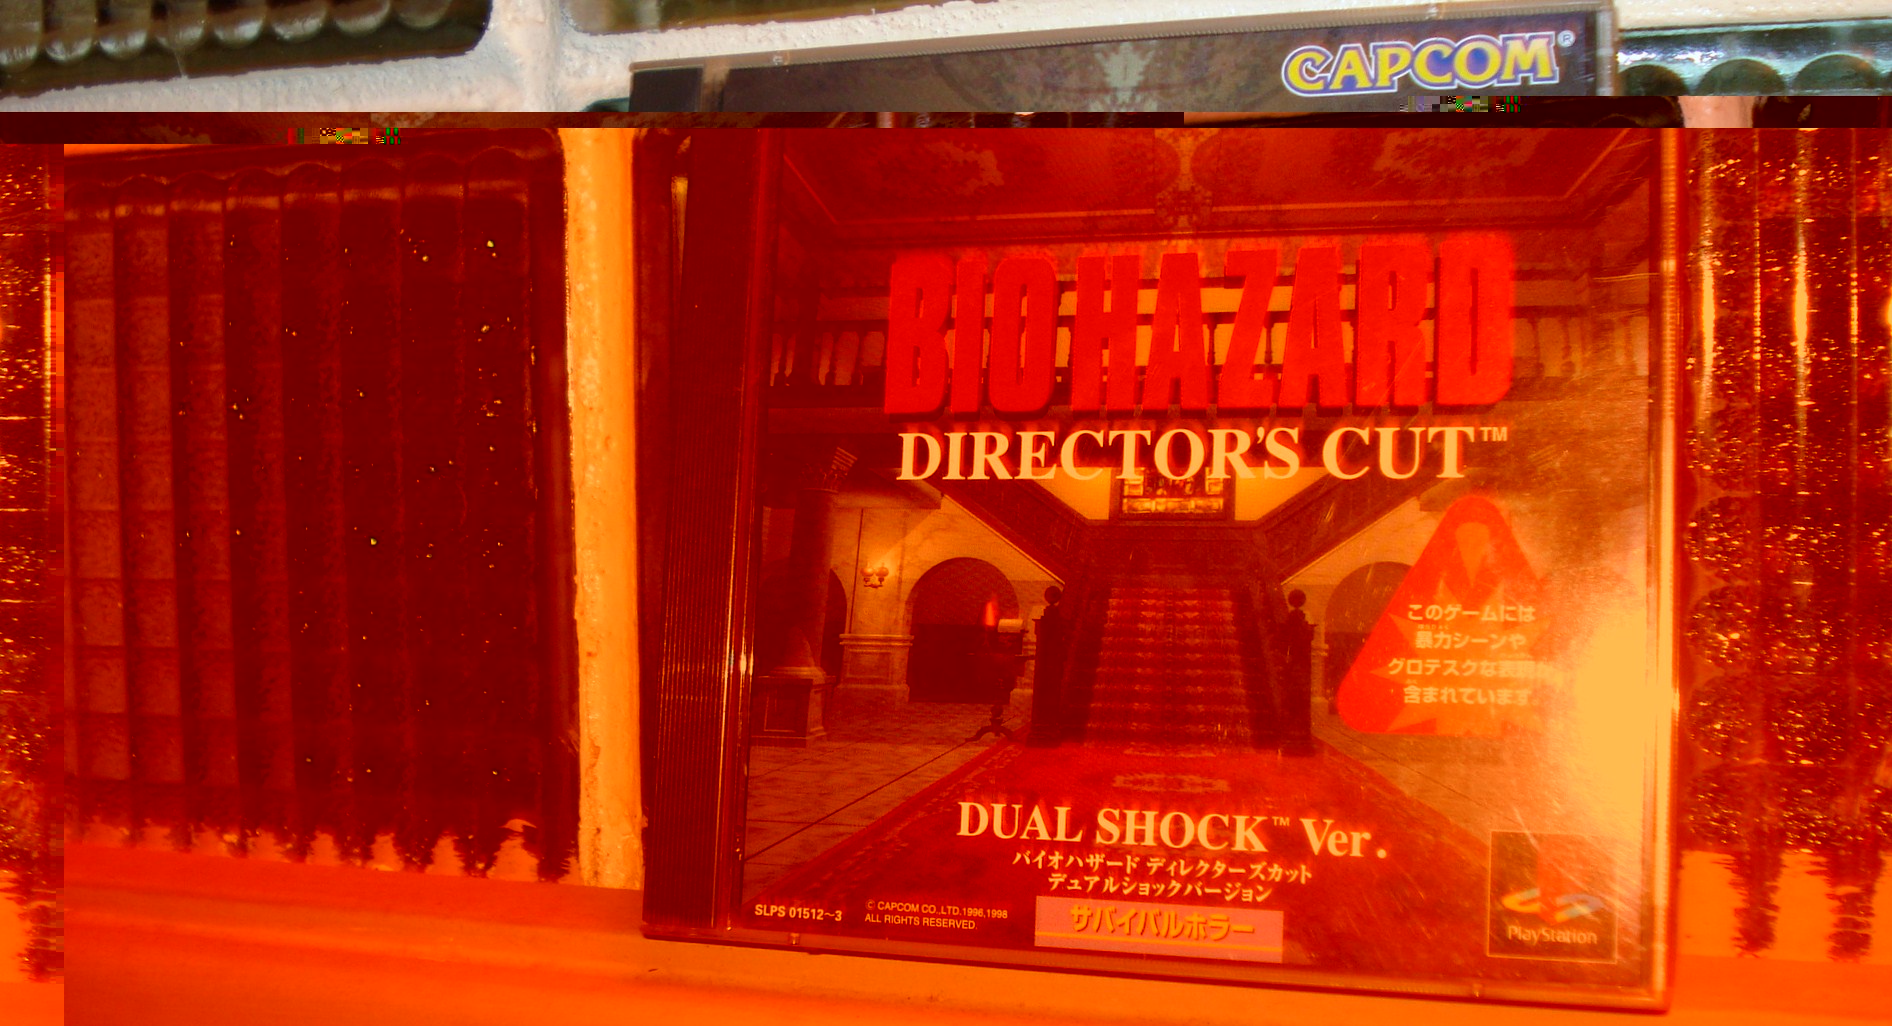 CAPCOM®
BIOHAZARD
DIRECTOR'S CUT™
このゲームには
暴力シーンや
グロテスクな表現が
含まれています。
DUAL SHOCK™ Ver.
バイオハザード ディレクターズカット
デュアルショックバージョン
SLPS 01512~3
© CAPCOM CO.,LTD.1996,1998
ALL RIGHTS RESERVED.
サバイバルホラー
PlayStation